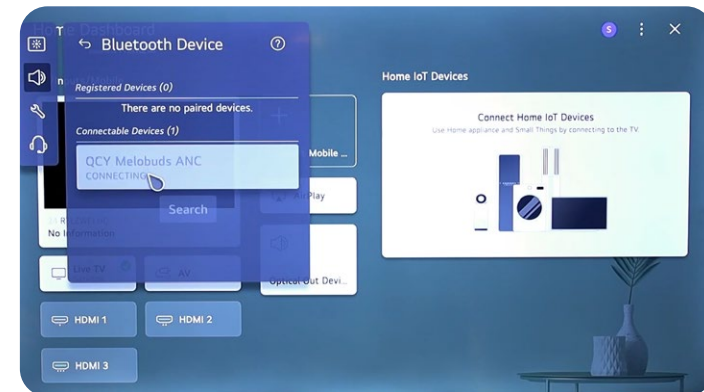 Home Dashboard
S
Bluetooth Device
Registered Devices (0)
There are no paired devices.
Connectable Devices (1)
QCY Melobuds ANC
CONNECTING
Search
Mobile ...
AirPlay
No Information
Live TV
AV
Optical Out Devi...
HDMI 1
HDMI 2
HDMI 3
Home IoT Devices
Connect Home IoT Devices
Use Home appliance and Small Things by connecting to the TV.